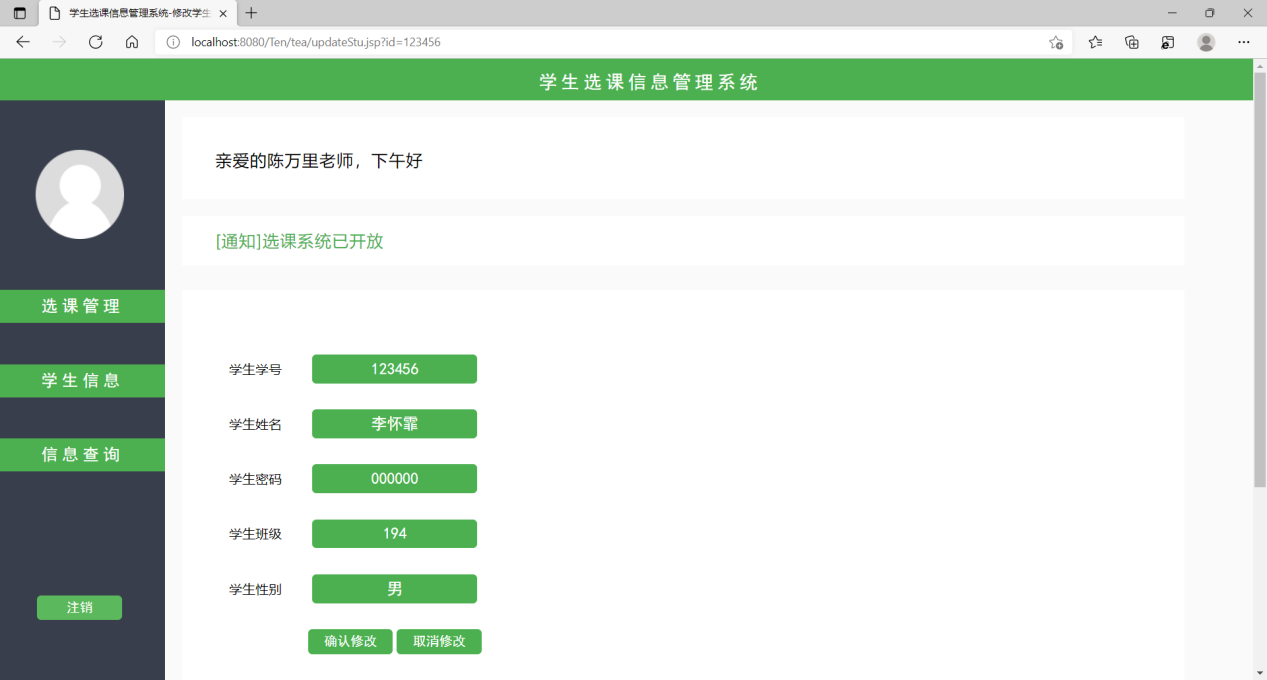 学生选课信息管理系统-修改学生
localhost:8080/Ten/tea/updateStu.jsp?id=123456
学生选课信息管理系统
亲爱的陈万里老师，下午好
[通知]选课系统已开放
选课管理
学生信息
信息查询
注销
学生学号 123456
学生姓名 李怀霏
学生密码 000000
学生班级 194
学生性别 男
确认修改 取消修改